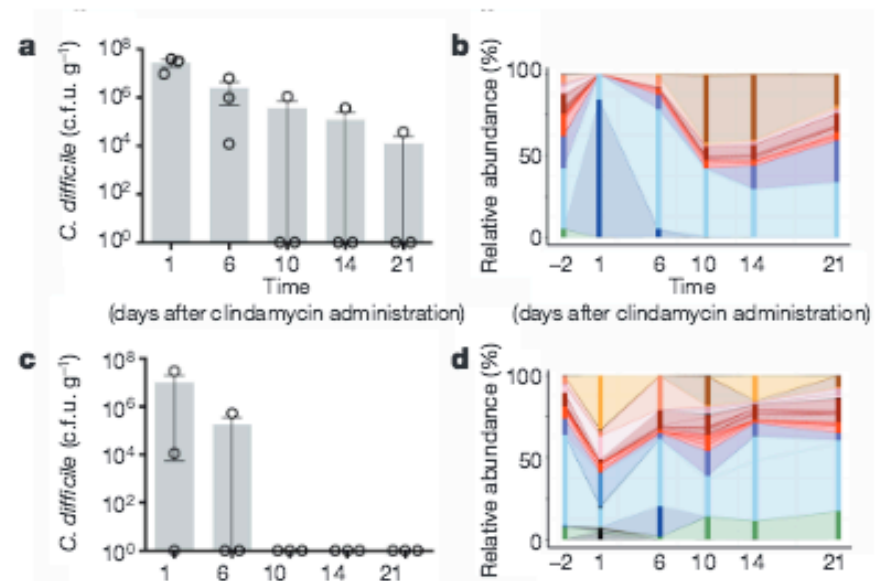 a
C. difficile (c.f.u. g⁻¹)
10⁸
10⁶
10⁴
10²
10⁰
1 6 10 14 21
Time
(days after clindamycin administration)
b
Relative abundance (%)
100
50
0
−2 1 6 10 14 21
Time
(days after clindamycin administration)
c
C. difficile (c.f.u. g⁻¹)
10⁸
10⁶
10⁴
10²
10⁰
1 6 10 14 21
d
Relative abundance (%)
100
50
0
−2 1 6 10 14 21